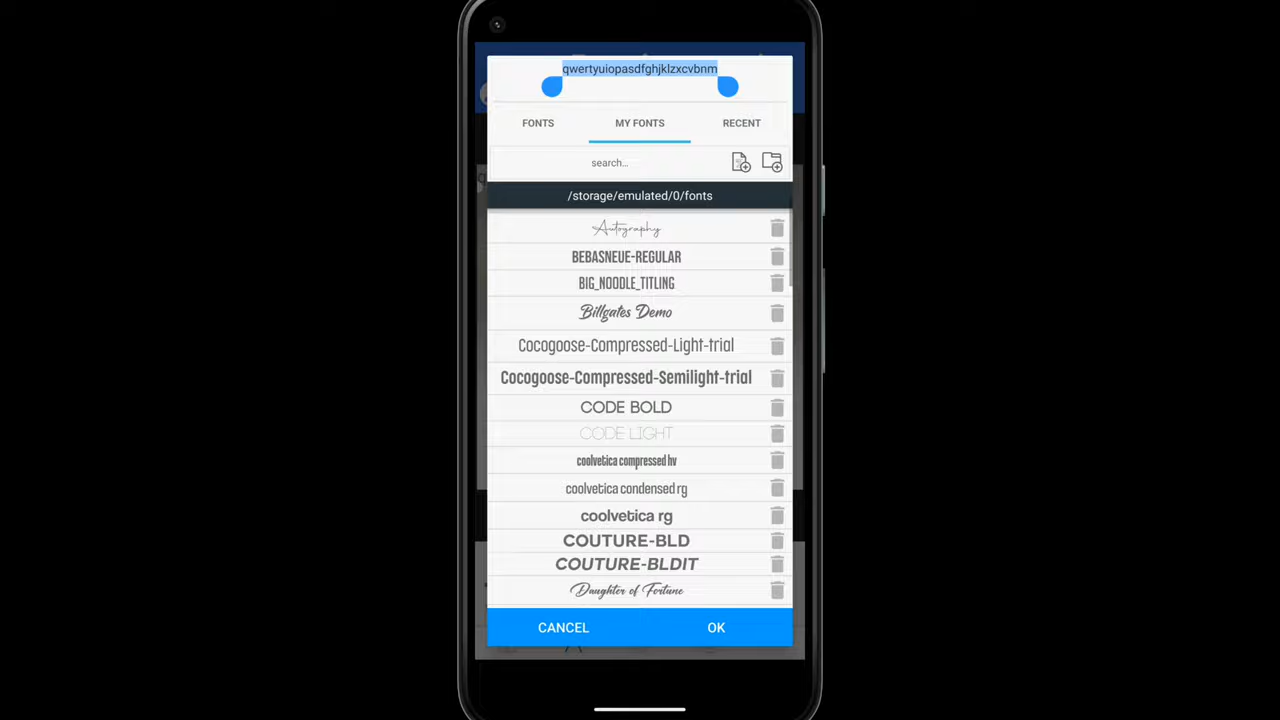 qwertyuiopasdfghjklzxcvbnm
FONTS MY FONTS RECENT
search...
/storage/emulated/0/fonts
Autography
BEBASNEUE-REGULAR
BIG_NOODLE_TITLING
Billgates Demo
Cocogoose-Compressed-Light-trial
Cocogoose-Compressed-Semilight-trial
CODE BOLD
CODE LIGHT
coolvetica compressed hv
coolvetica condensed rg
coolvetica rg
COUTURE-BLD
COUTURE-BLDIT
Daughter of Fortune
CANCEL OK